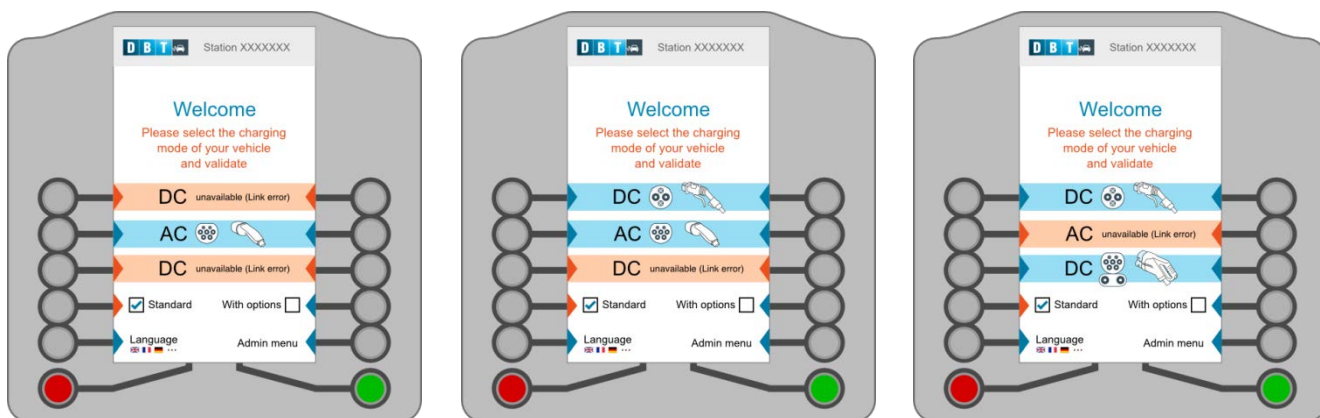 DBT Station XXXXXXX
Welcome
Please select the charging
mode of your vehicle
and validate
DC unavailable (Link error)
AC
DC unavailable (Link error)
Standard With options
Language Admin menu
...
DBT Station XXXXXXX
Welcome
Please select the charging
mode of your vehicle
and validate
DC
AC
DC unavailable (Link error)
Standard With options
Language Admin menu
...
DBT Station XXXXXXX
Welcome
Please select the charging
mode of your vehicle
and validate
DC
AC unavailable (Link error)
DC
Standard With options
Language Admin menu
...